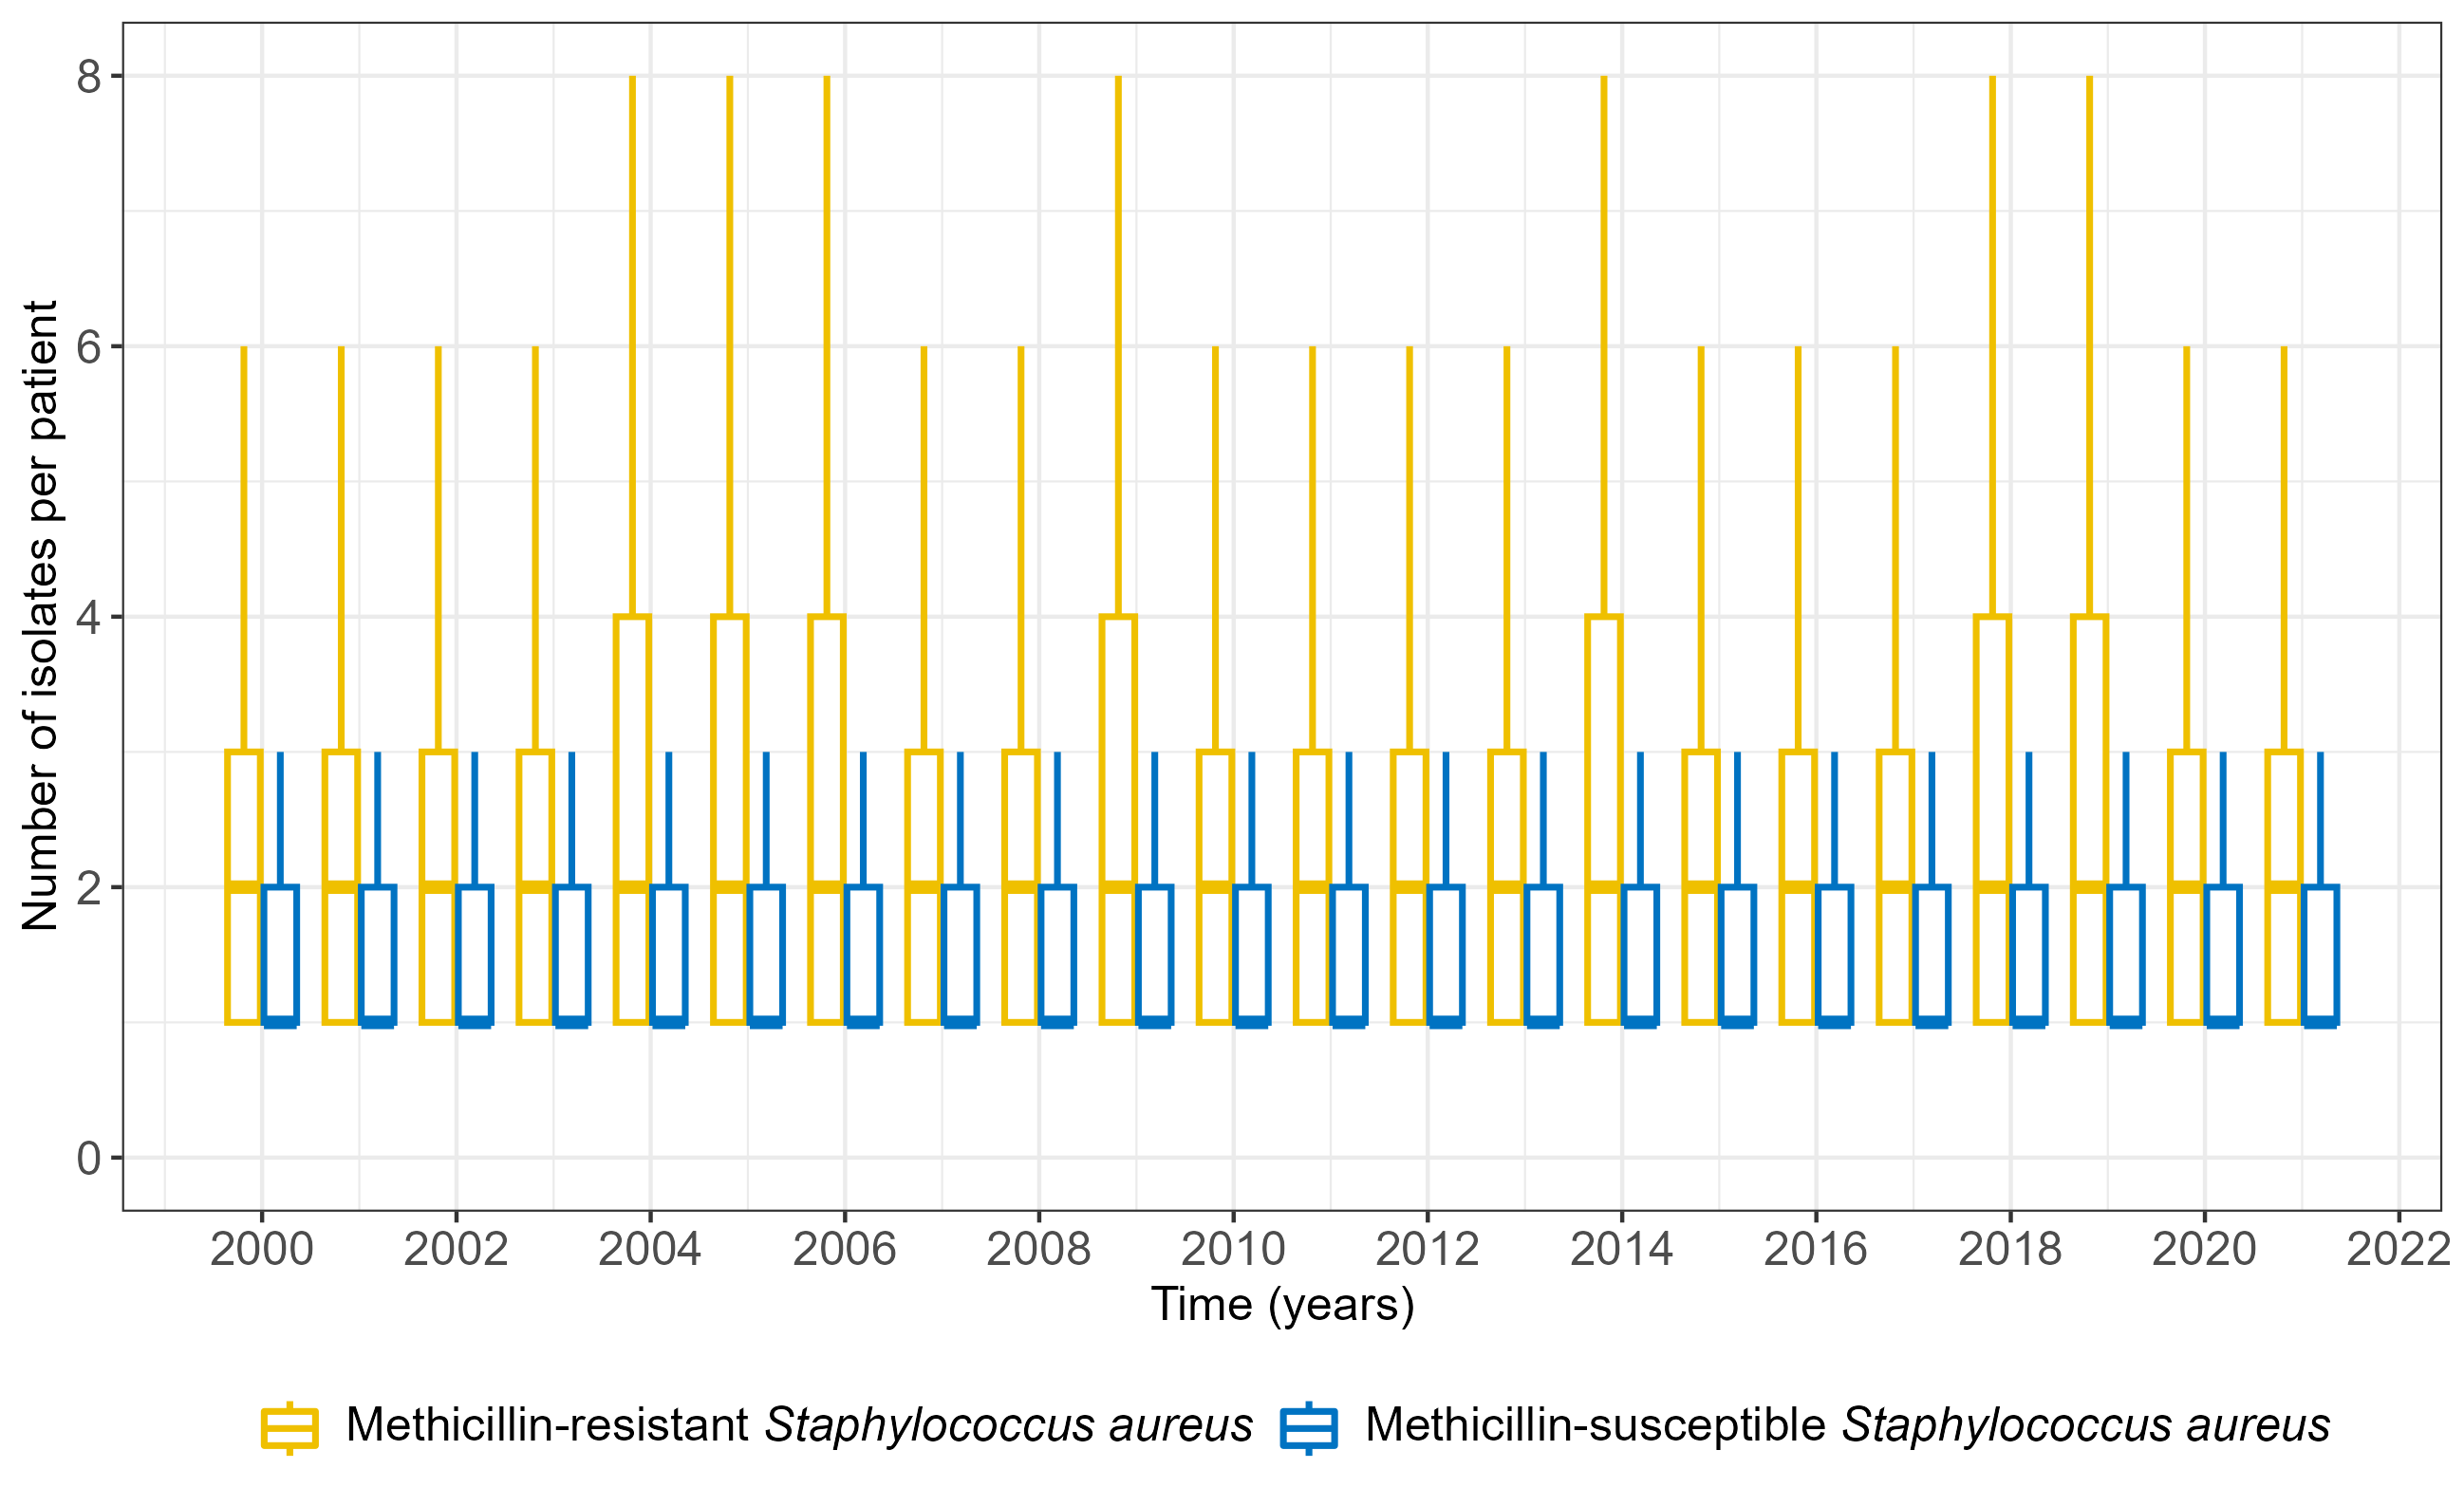 Number of isolates per patient
8
6
4
2
0
2000 2002 2004 2006 2008 2010 2012 2014 2016 2018 2020 2022
Time (years)
Methicillin-resistant Staphylococcus aureus Methicillin-susceptible Staphylococcus aureus